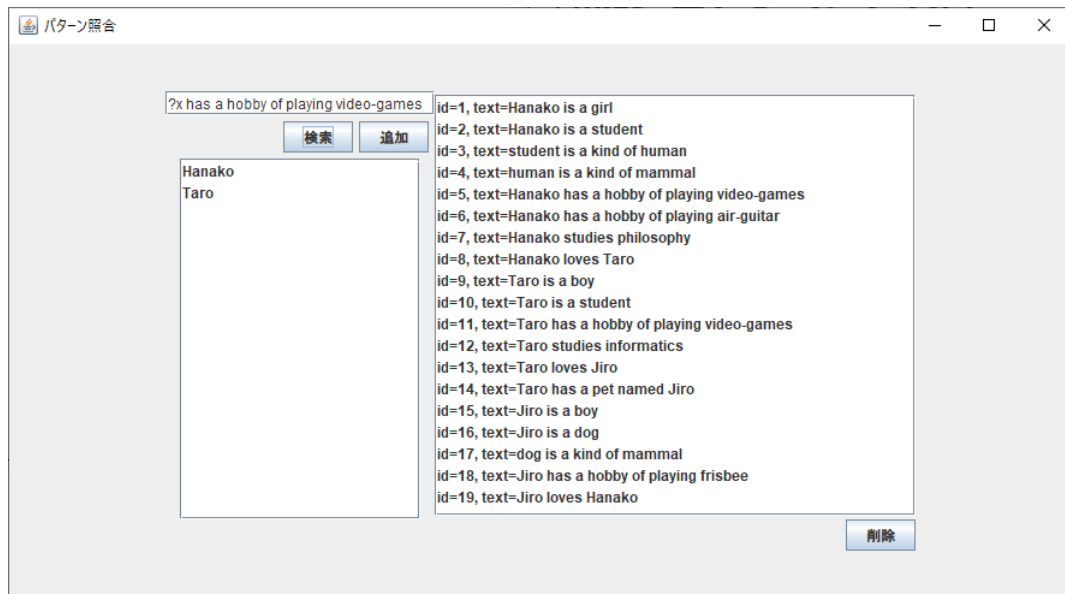 パターン照合
?x has a hobby of playing video-games
検索 追加
Hanako
Taro
id=1, text=Hanako is a girl
id=2, text=Hanako is a student
id=3, text=student is a kind of human
id=4, text=human is a kind of mammal
id=5, text=Hanako has a hobby of playing video-games
id=6, text=Hanako has a hobby of playing air-guitar
id=7, text=Hanako studies philosophy
id=8, text=Hanako loves Taro
id=9, text=Taro is a boy
id=10, text=Taro is a student
id=11, text=Taro has a hobby of playing video-games
id=12, text=Taro studies informatics
id=13, text=Taro loves Jiro
id=14, text=Taro has a pet named Jiro
id=15, text=Jiro is a boy
id=16, text=Jiro is a dog
id=17, text=dog is a kind of mammal
id=18, text=Jiro has a hobby of playing frisbee
id=19, text=Jiro loves Hanako
削除